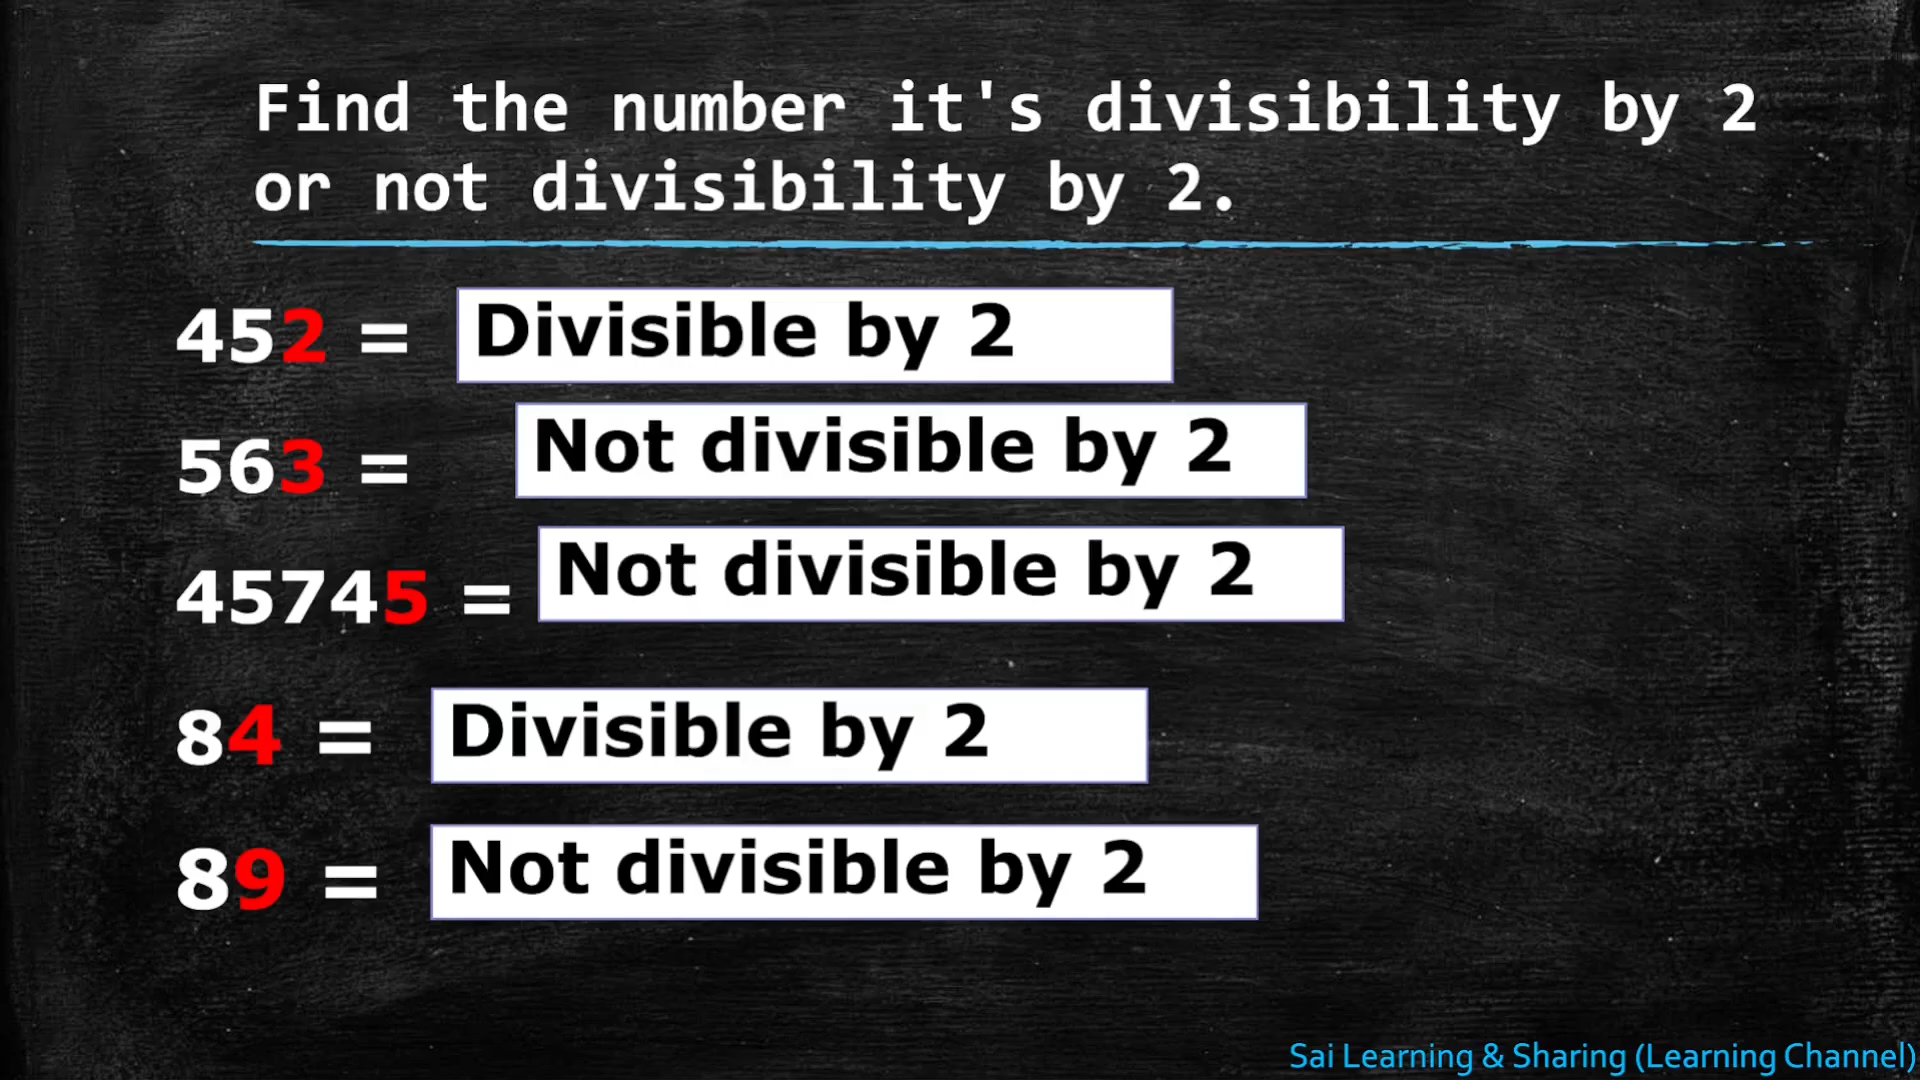 Find the number it's divisibility by 2
or not divisibility by 2.
452 = Divisible by 2
563 = Not divisible by 2
45745 = Not divisible by 2
84 = Divisible by 2
89 = Not divisible by 2
Sai Learning & Sharing (Learning Channel)